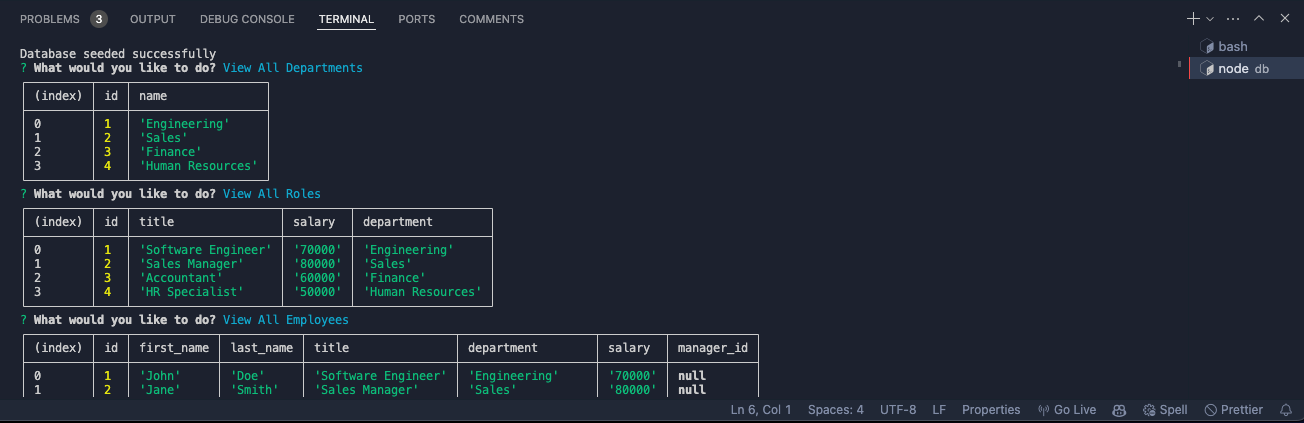 PROBLEMS 3 OUTPUT DEBUG CONSOLE TERMINAL PORTS COMMENTS
Database seeded successfully
? What would you like to do? View All Departments
(index) id name
0 1 'Engineering'
1 2 'Sales'
2 3 'Finance'
3 4 'Human Resources'
? What would you like to do? View All Roles
(index) id title salary department
0 1 'Software Engineer' '70000' 'Engineering'
1 2 'Sales Manager' '80000' 'Sales'
2 3 'Accountant' '60000' 'Finance'
3 4 'HR Specialist' '50000' 'Human Resources'
? What would you like to do? View All Employees
(index) id first_name last_name title department salary manager_id
0 1 'John' 'Doe' 'Software Engineer' 'Engineering' '70000' null
1 2 'Jane' 'Smith' 'Sales Manager' 'Sales' '80000' null
bash
node db
Ln 6, Col 1 Spaces: 4 UTF-8 LF Properties Go Live Spell Prettier